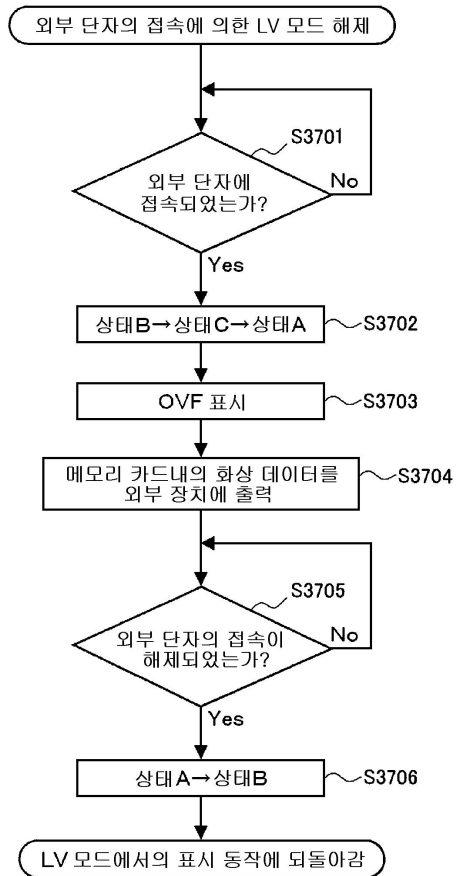 외부 단자의 접속에 의한 LV 모드 해제
S3701
외부 단자에
접속되었는가?
No
Yes
상태B→상태C→상태A
S3702
OVF 표시
S3703
메모리 카드내의 화상 데이터를
외부 장치에 출력
S3704
S3705
외부 단자의 접속이
해제되었는가?
No
Yes
상태A→상태B
S3706
LV 모드에서의 표시 동작에 되돌아감